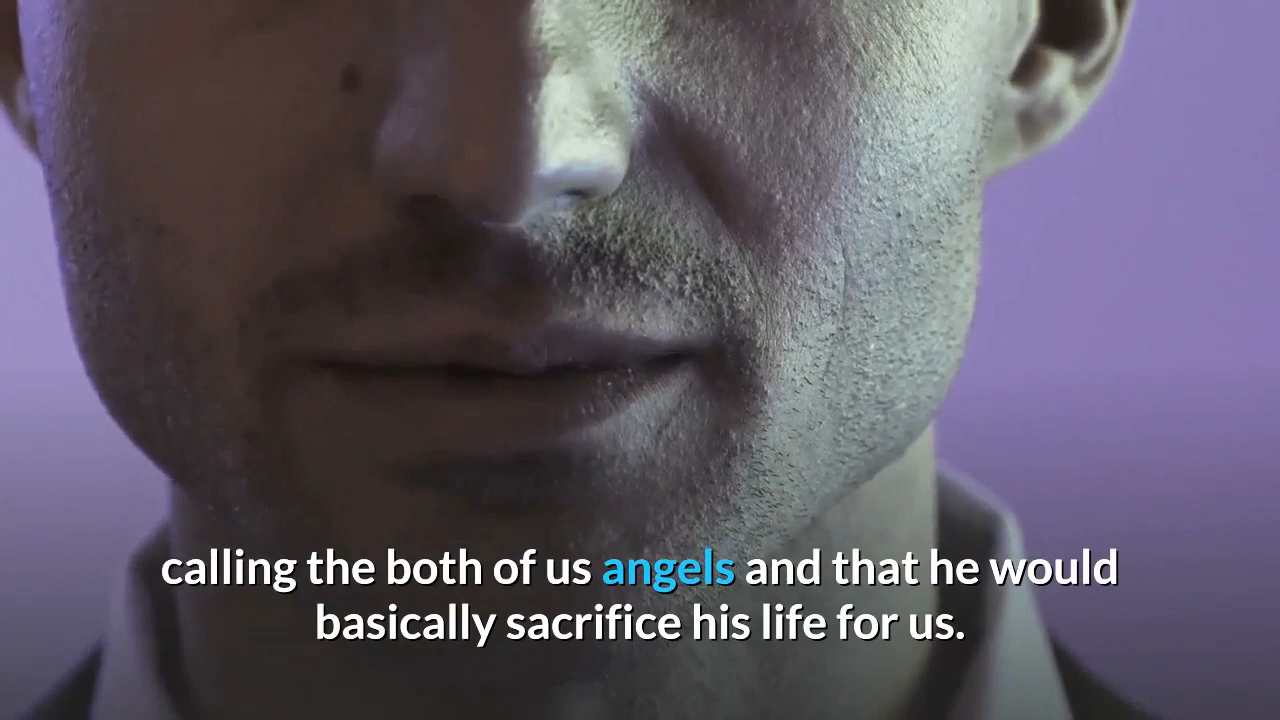 calling the both of us angels and that he would
basically sacrifice his life for us.